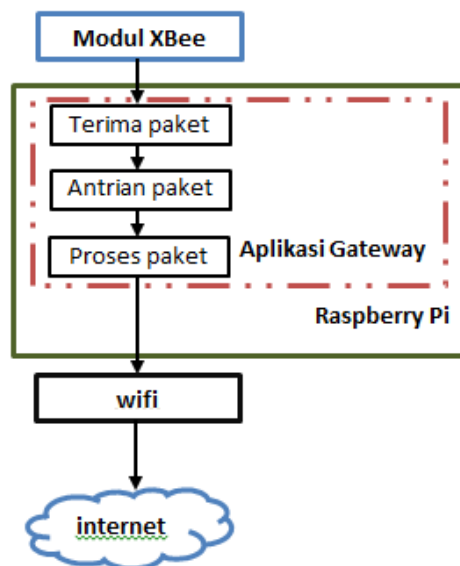 Modul XBee
Terima paket
Antrian paket
Proses paket
Aplikasi Gateway
Raspberry Pi
wifi
internet